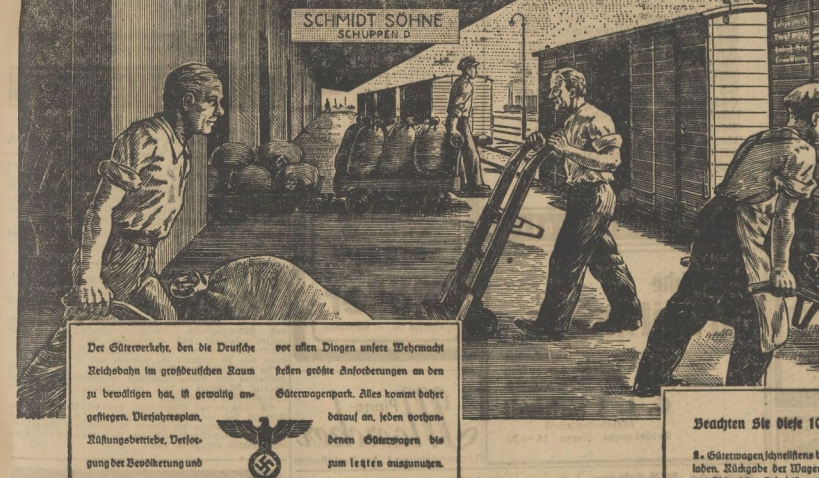 SCHMIDT SÖHNE
SCHUPPEN D
Der Güterverkehr, den die Deutsche
Reichsbahn im großdeutschen Raum
zu bewältigen hat, ist gewaltig an-
gestiegen. Vierjahresplan,
Rüstungsbetriebe, Versor-
gung der Bevölkerung und
vor allen Dingen unsere Wehrmacht
stellen größte Anforderungen an den
Güterwagenpark. Alles kommt daher
darauf an, jeden vorhan-
denen Güterwagen bis
zum letzten auszunutzen.
Beachten Sie diese 10
1. Güterwagen schnellstens b
laden. Rückgabe der Wagen